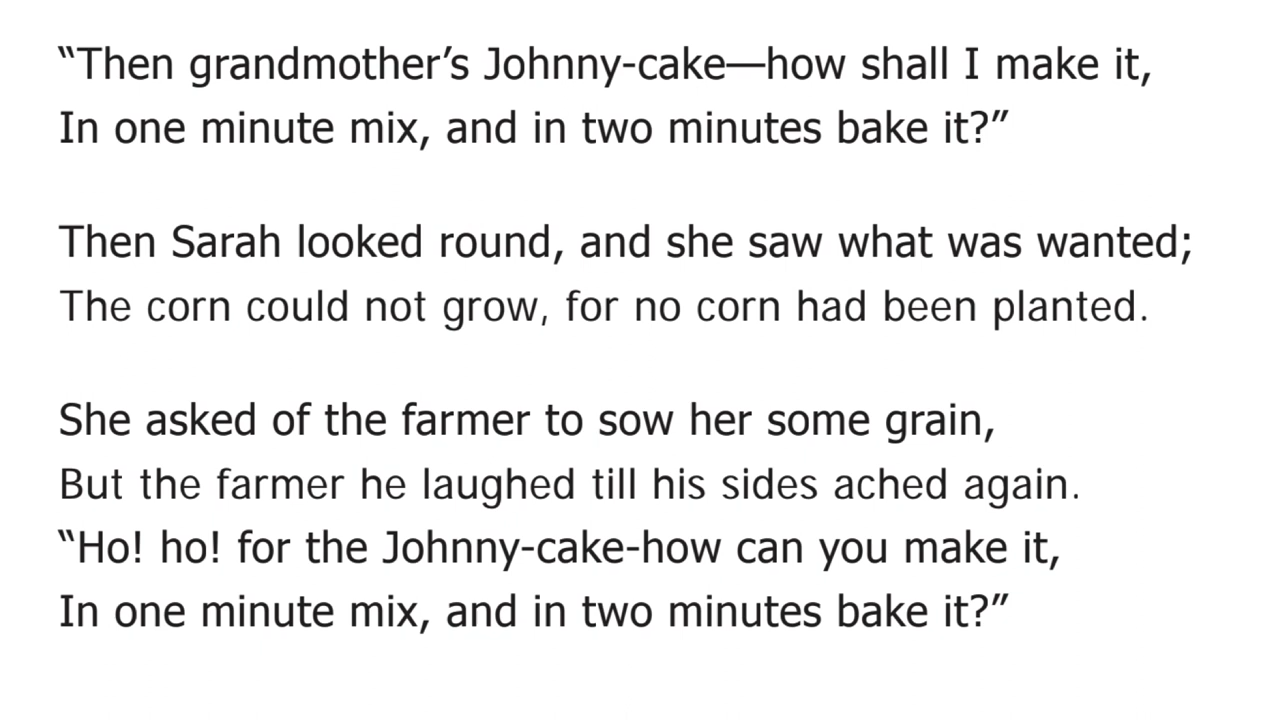 “Then grandmother’s Johnny-cake—how shall I make it,
In one minute mix, and in two minutes bake it?”
Then Sarah looked round, and she saw what was wanted;
The corn could not grow, for no corn had been planted.
She asked of the farmer to sow her some grain,
But the farmer he laughed till his sides ached again.
“Ho! ho! for the Johnny-cake-how can you make it,
In one minute mix, and in two minutes bake it?”